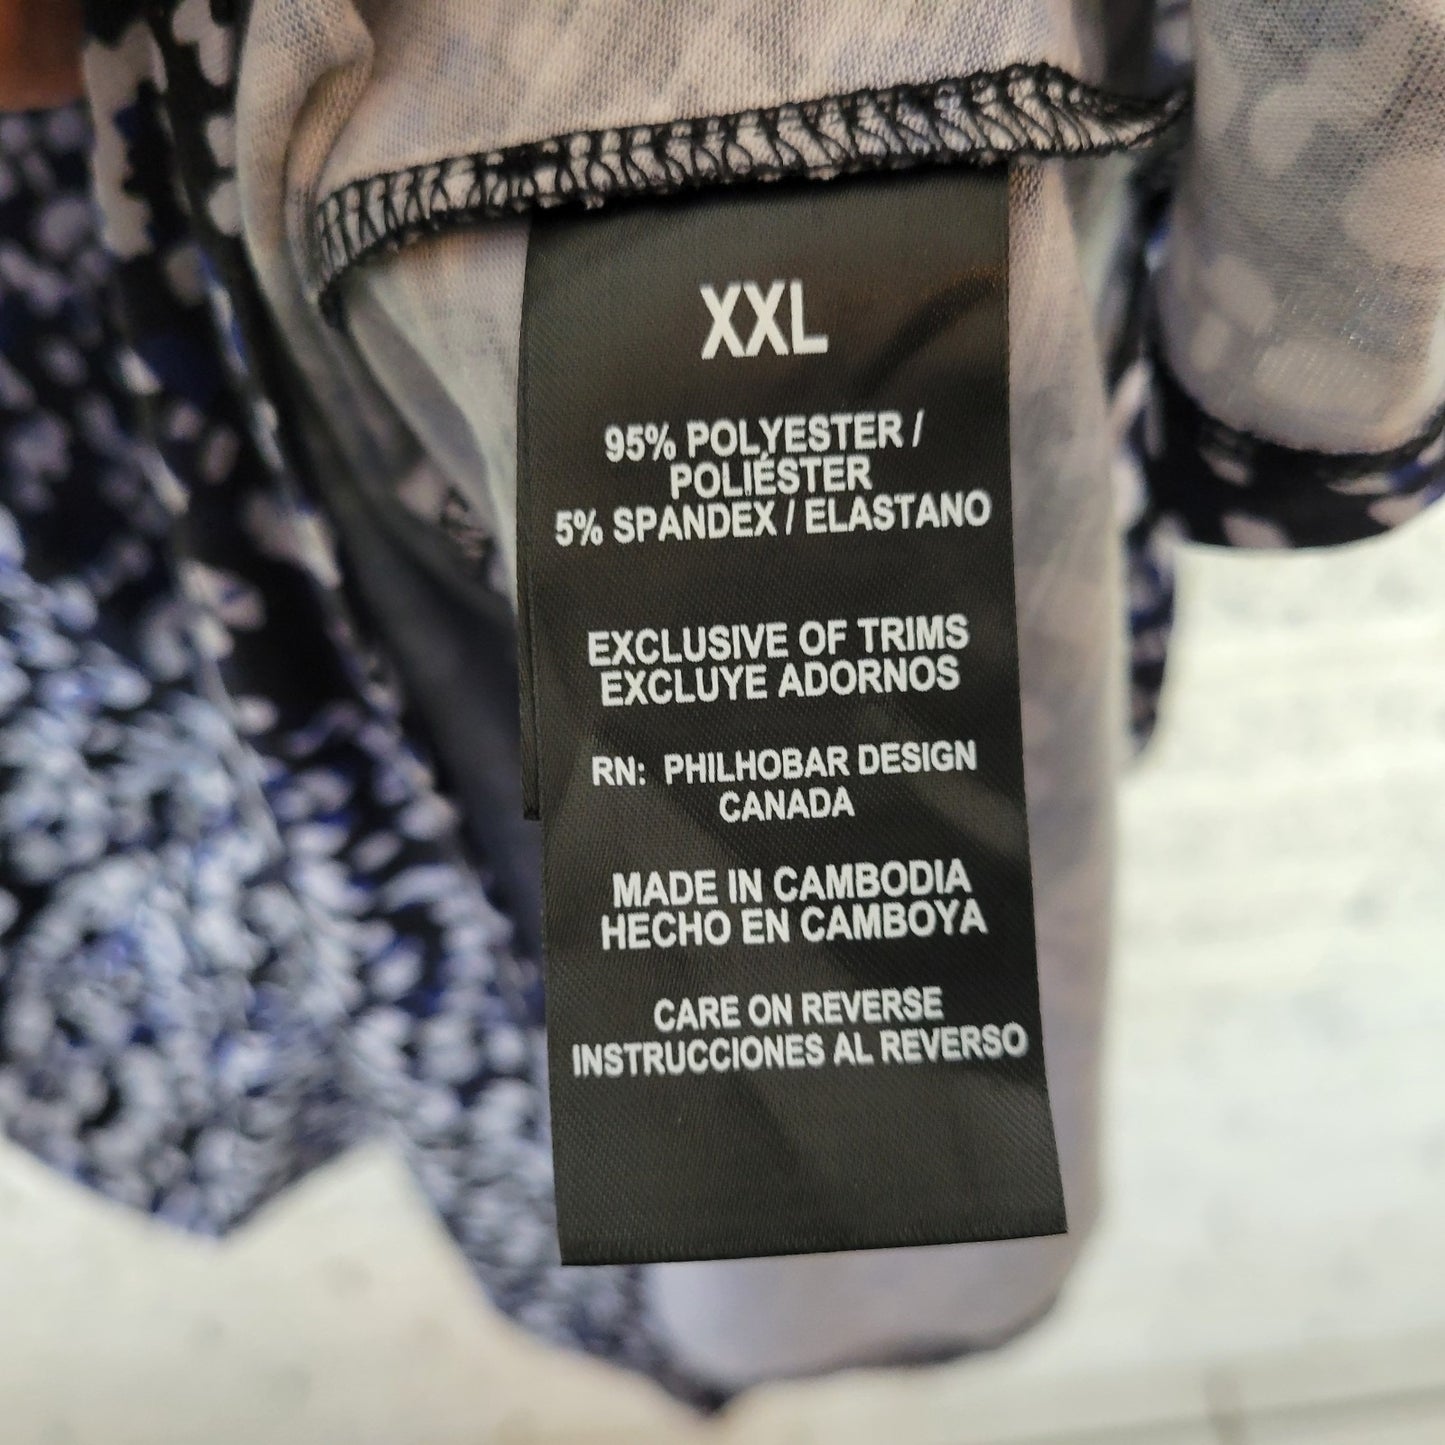 XXL
95% POLYESTER /
POLIÉSTER
5% SPANDEX / ELASTANO
EXCLUSIVE OF TRIMS
EXCLUYE ADORNOS
RN: PHILHOBAR DESIGN
CANADA
MADE IN CAMBODIA
HECHO EN CAMBOYA
CARE ON REVERSE
INSTRUCCIONES AL REVERSO